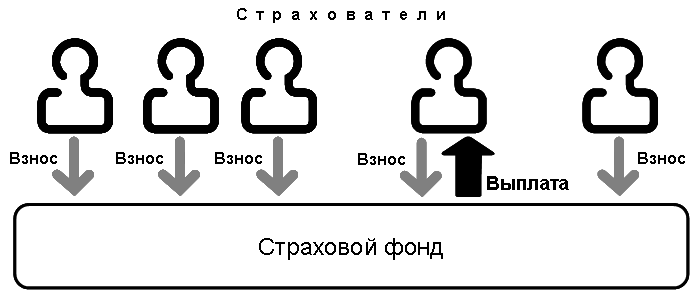 Страхователи
Взнос Взнос Взнос Взнос Взнос
Выплата
Страховой фонд